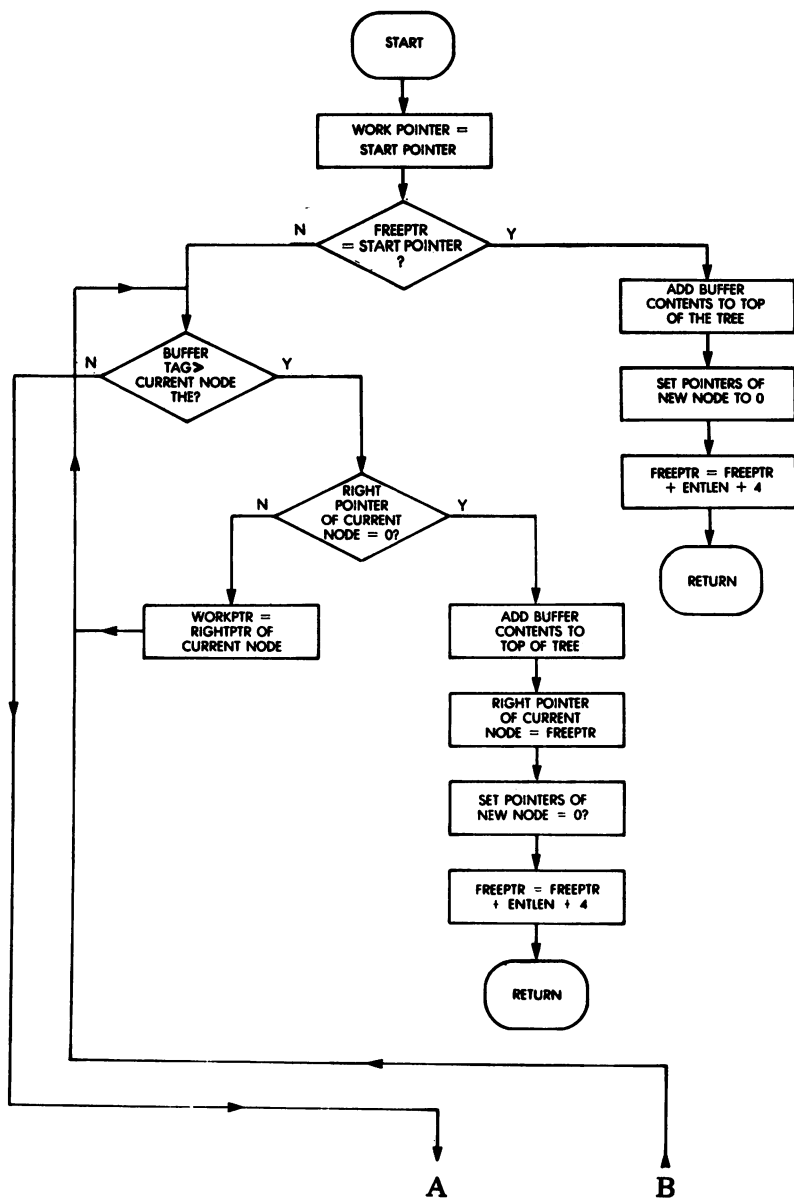 START
WORK POINTER =
START POINTER
FREEPTR
= START POINTER
?
N
Y
ADD BUFFER
CONTENTS TO TOP
OF THE TREE
SET POINTERS OF
NEW NODE TO 0
FREEPTR = FREEPTR
+ ENTLEN + 4
RETURN
BUFFER
TAG>
CURRENT NODE
THE?
N
Y
RIGHT
POINTER
OF CURRENT
NODE = 0?
N
Y
WORKPTR =
RIGHTPTR OF
CURRENT NODE
ADD BUFFER
CONTENTS TO
TOP OF TREE
RIGHT POINTER
OF CURRENT
NODE = FREEPTR
SET POINTERS OF
NEW NODE = 0?
FREEPTR = FREEPTR
+ ENTLEN + 4
RETURN
A
B